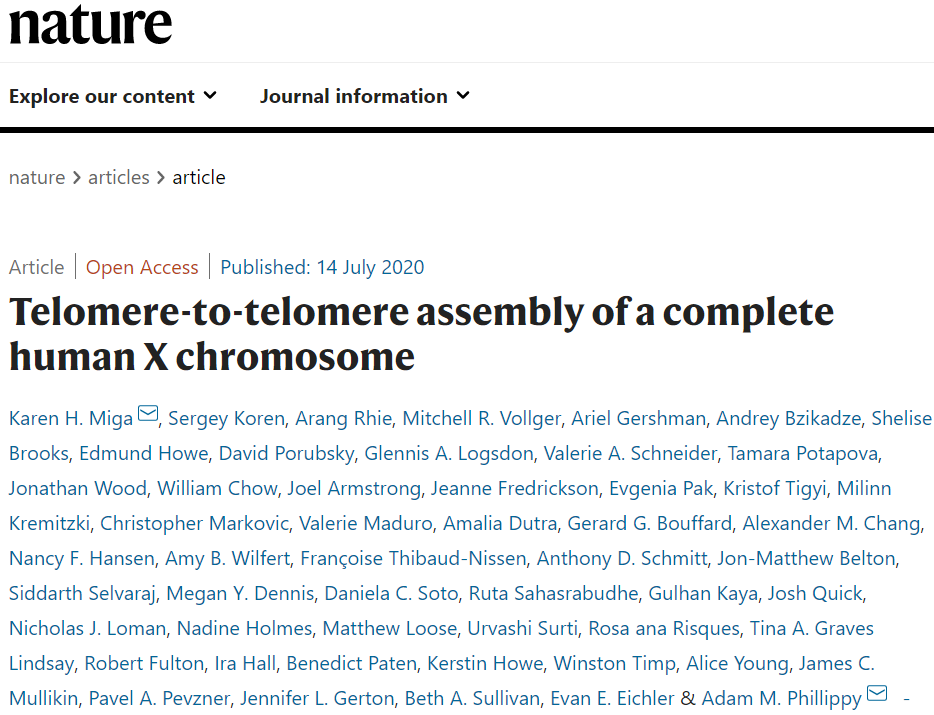 nature
Explore our content Journal information
nature > articles > article
Article | Open Access | Published: 14 July 2020
Telomere-to-telomere assembly of a complete
human X chromosome
Karen H. Miga, Sergey Koren, Arang Rhie, Mitchell R. Vollger, Ariel Gershman, Andrey Bzikadze, Shelise
Brooks, Edmund Howe, David Porubsky, Glennis A. Logsdon, Valerie A. Schneider, Tamara Potapova,
Jonathan Wood, William Chow, Joel Armstrong, Jeanne Fredrickson, Evgenia Pak, Kristof Tigyi, Milinn
Kremitzki, Christopher Markovic, Valerie Maduro, Amalia Dutra, Gerard G. Bouffard, Alexander M. Chang,
Nancy F. Hansen, Amy B. Wilfert, Françoise Thibaud-Nissen, Anthony D. Schmitt, Jon-Matthew Belton,
Siddarth Selvaraj, Megan Y. Dennis, Daniela C. Soto, Ruta Sahasrabudhe, Gulhan Kaya, Josh Quick,
Nicholas J. Loman, Nadine Holmes, Matthew Loose, Urvashi Surti, Rosa ana Risques, Tina A. Graves
Lindsay, Robert Fulton, Ira Hall, Benedict Paten, Kerstin Howe, Winston Timp, Alice Young, James C.
Mullikin, Pavel A. Pevzner, Jennifer L. Gerton, Beth A. Sullivan, Evan E. Eichler & Adam M. Phillippy -